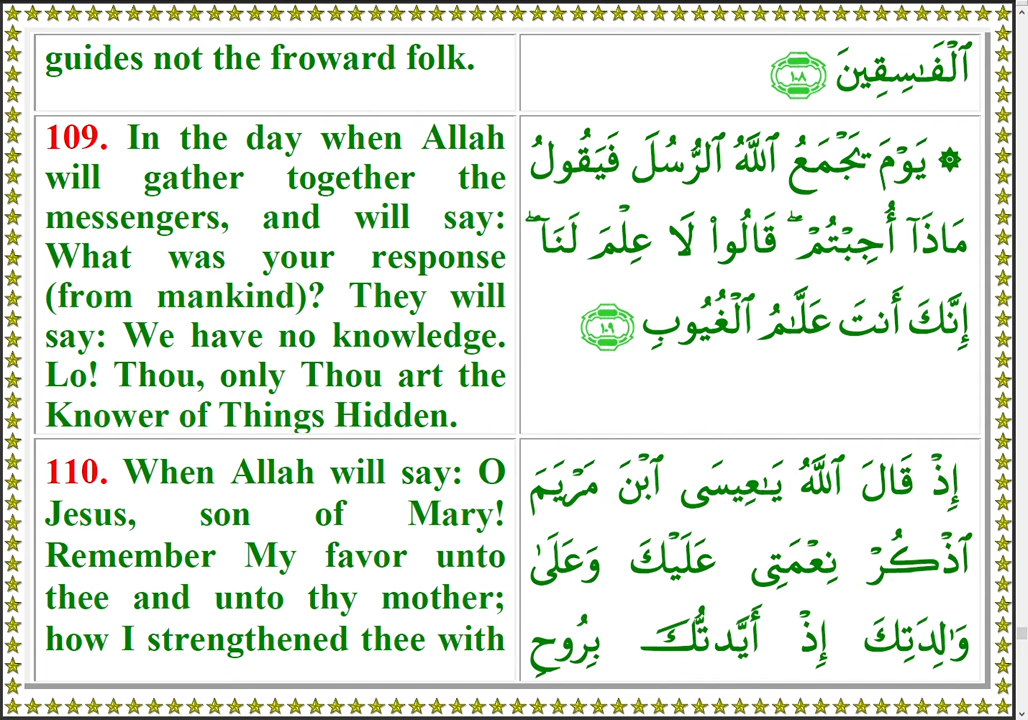 guides not the froward folk.
ٱلْفَـٰسِقِينَ ١٠٨
109. In the day when Allah
will gather together the
messengers, and will say:
What was your response
(from mankind)? They will
say: We have no knowledge.
Lo! Thou, only Thou art the
Knower of Things Hidden.
۞ يَوْمَ يَجْمَعُ ٱللَّهُ ٱلرُّسُلَ فَيَقُولُ
مَاذَآ أُجِبْتُمْ ۖ قَالُوا۟ لَا عِلْمَ لَنَآ ۖ
إِنَّكَ أَنتَ عَلَّـٰمُ ٱلْغُيُوبِ ١٠٩
110. When Allah will say: O
Jesus, son of Mary!
Remember My favor unto
thee and unto thy mother;
how I strengthened thee with
إِذْ قَالَ ٱللَّهُ يَـٰعِيسَى ٱبْنَ مَرْيَمَ
ٱذْكُرْ نِعْمَتِى عَلَيْكَ وَعَلَىٰ
وَٰلِدَتِكَ إِذْ أَيَّدتُّكَ بِرُوحِ